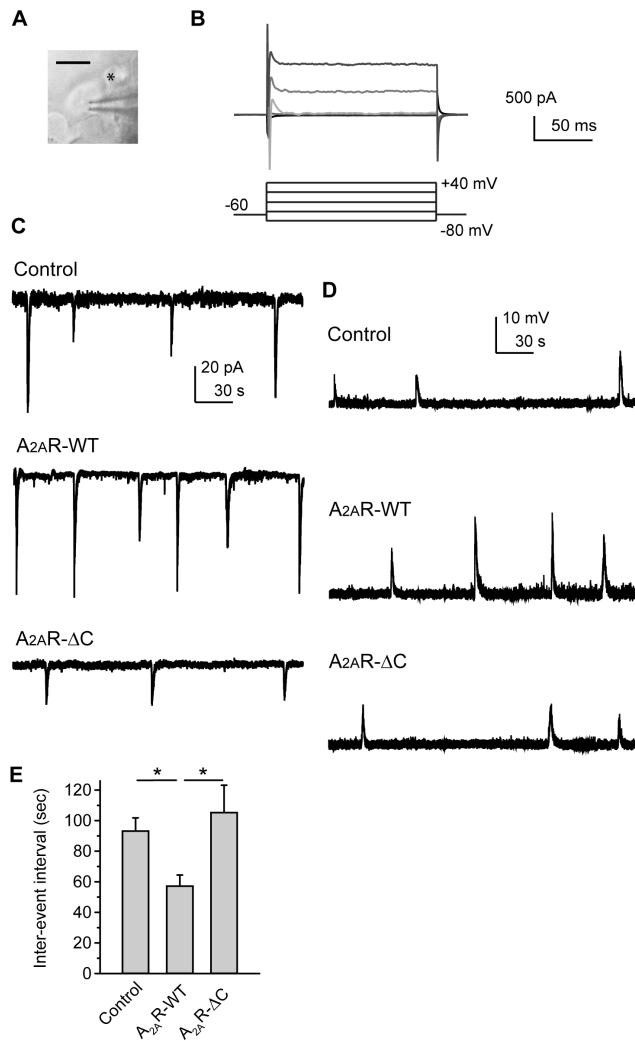 A
*
B
500 pA
50 ms
-60
+40 mV
-80 mV
C
Control
20 pA
30 s
A2AR-WT
A2AR-ΔC
D
Control
10 mV
30 s
A2AR-WT
A2AR-ΔC
E
* *
Inter-event interval (sec)
120
100
80
60
40
20
0
Control
A2AR-WT
A2AR-ΔC